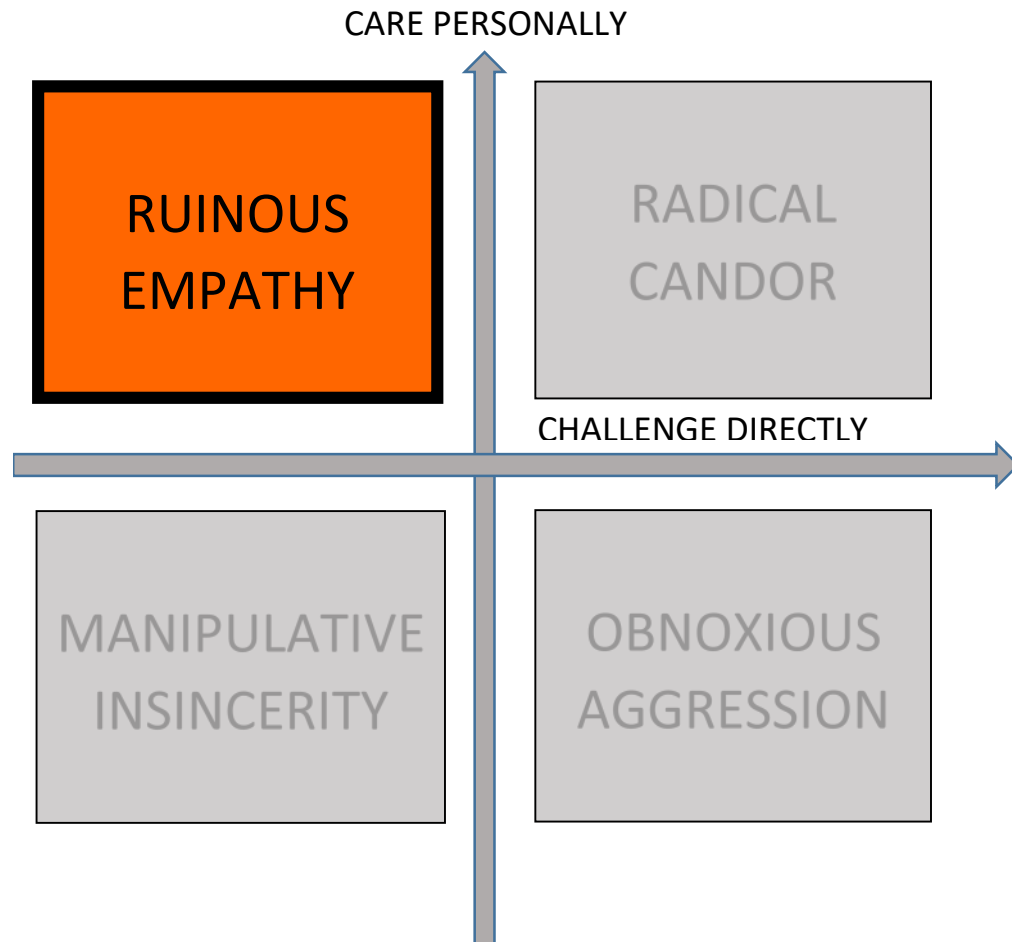 CARE PERSONALLY
RUINOUS
EMPATHY
RADICAL
CANDOR
CHALLENGE DIRECTLY
MANIPULATIVE
INSINCERITY
OBNOXIOUS
AGGRESSION